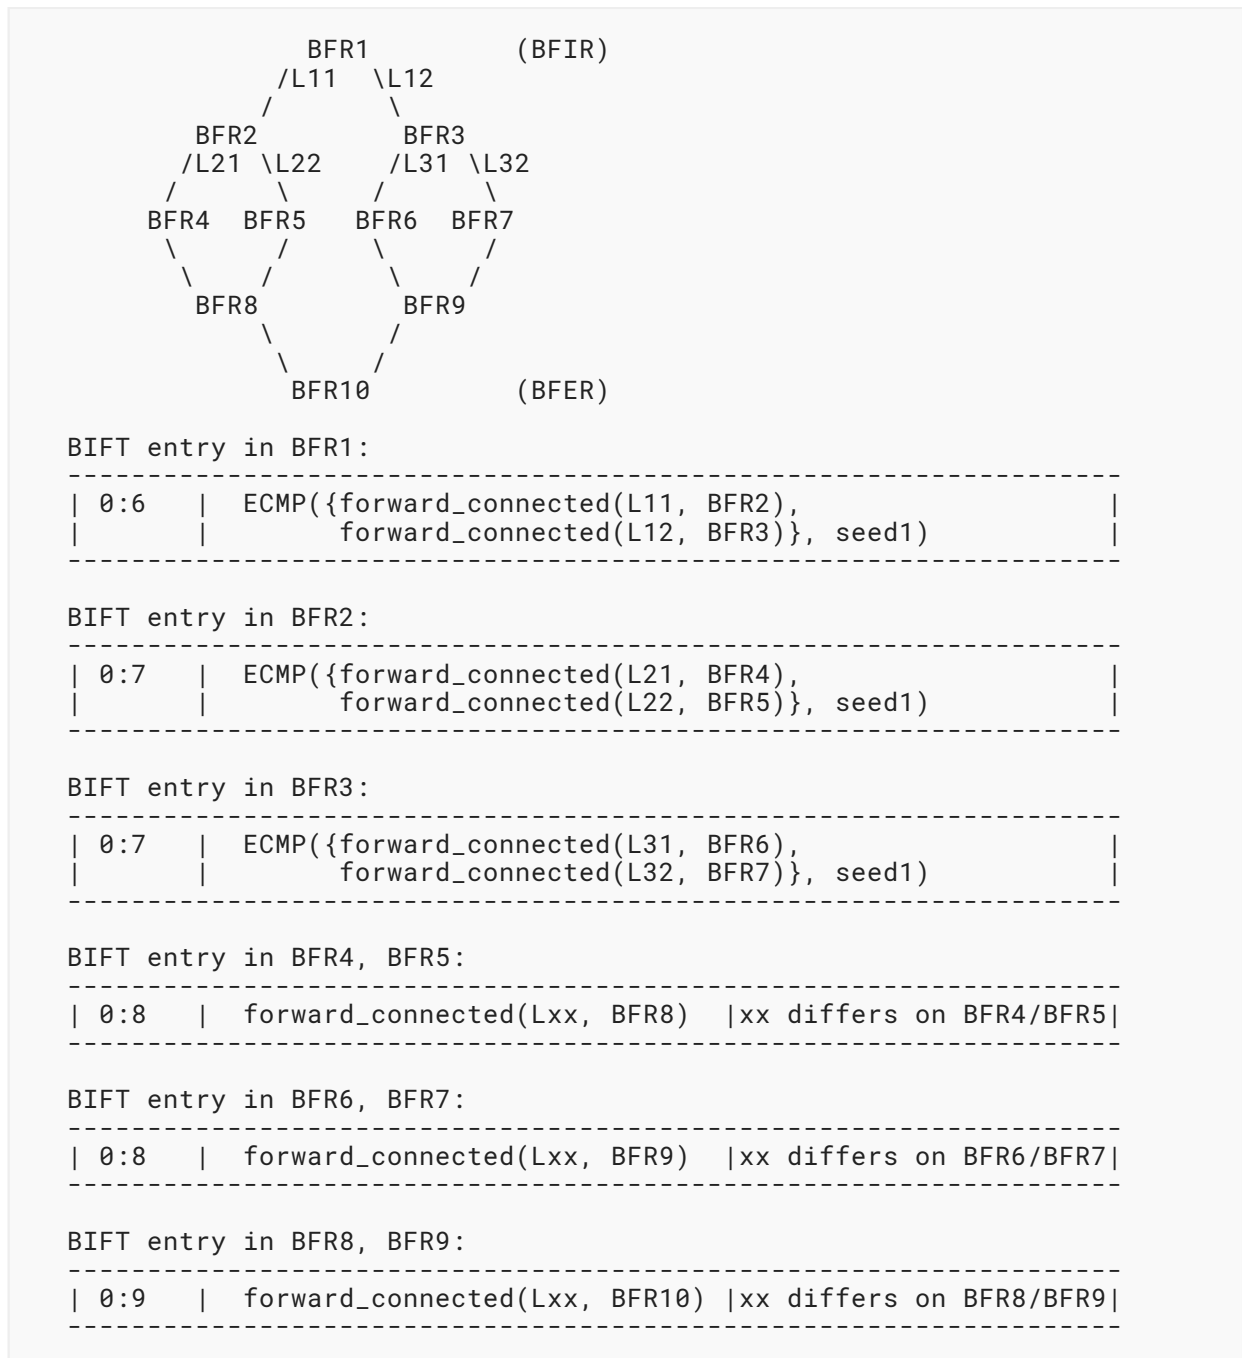 BFR1         (BFIR)
             /L11  \L12
            /       \
        BFR2         BFR3
       /L21 \L22    /L31 \L32
      /      \     /      \
     BFR4  BFR5   BFR6  BFR7
      \      /     \      /
       \    /       \    /
        BFR8         BFR9
            \       /
             \     /
              BFR10         (BFER)

BIFT entry in BFR1:
------------------------------------------------------------------
| 0:6   |  ECMP({forward_connected(L11, BFR2),                   |
|       |        forward_connected(L12, BFR3)}, seed1)           |
------------------------------------------------------------------

BIFT entry in BFR2:
------------------------------------------------------------------
| 0:7   |  ECMP({forward_connected(L21, BFR4),                   |
|       |        forward_connected(L22, BFR5)}, seed1)           |
------------------------------------------------------------------

BIFT entry in BFR3:
------------------------------------------------------------------
| 0:7   |  ECMP({forward_connected(L31, BFR6),                   |
|       |        forward_connected(L32, BFR7)}, seed1)           |
------------------------------------------------------------------

BIFT entry in BFR4, BFR5:
------------------------------------------------------------------
| 0:8   |  forward_connected(Lxx, BFR8)  |xx differs on BFR4/BFR5|
------------------------------------------------------------------

BIFT entry in BFR6, BFR7:
------------------------------------------------------------------
| 0:8   |  forward_connected(Lxx, BFR9)  |xx differs on BFR6/BFR7|
------------------------------------------------------------------

BIFT entry in BFR8, BFR9:
------------------------------------------------------------------
| 0:9   |  forward_connected(Lxx, BFR10) |xx differs on BFR8/BFR9|
------------------------------------------------------------------